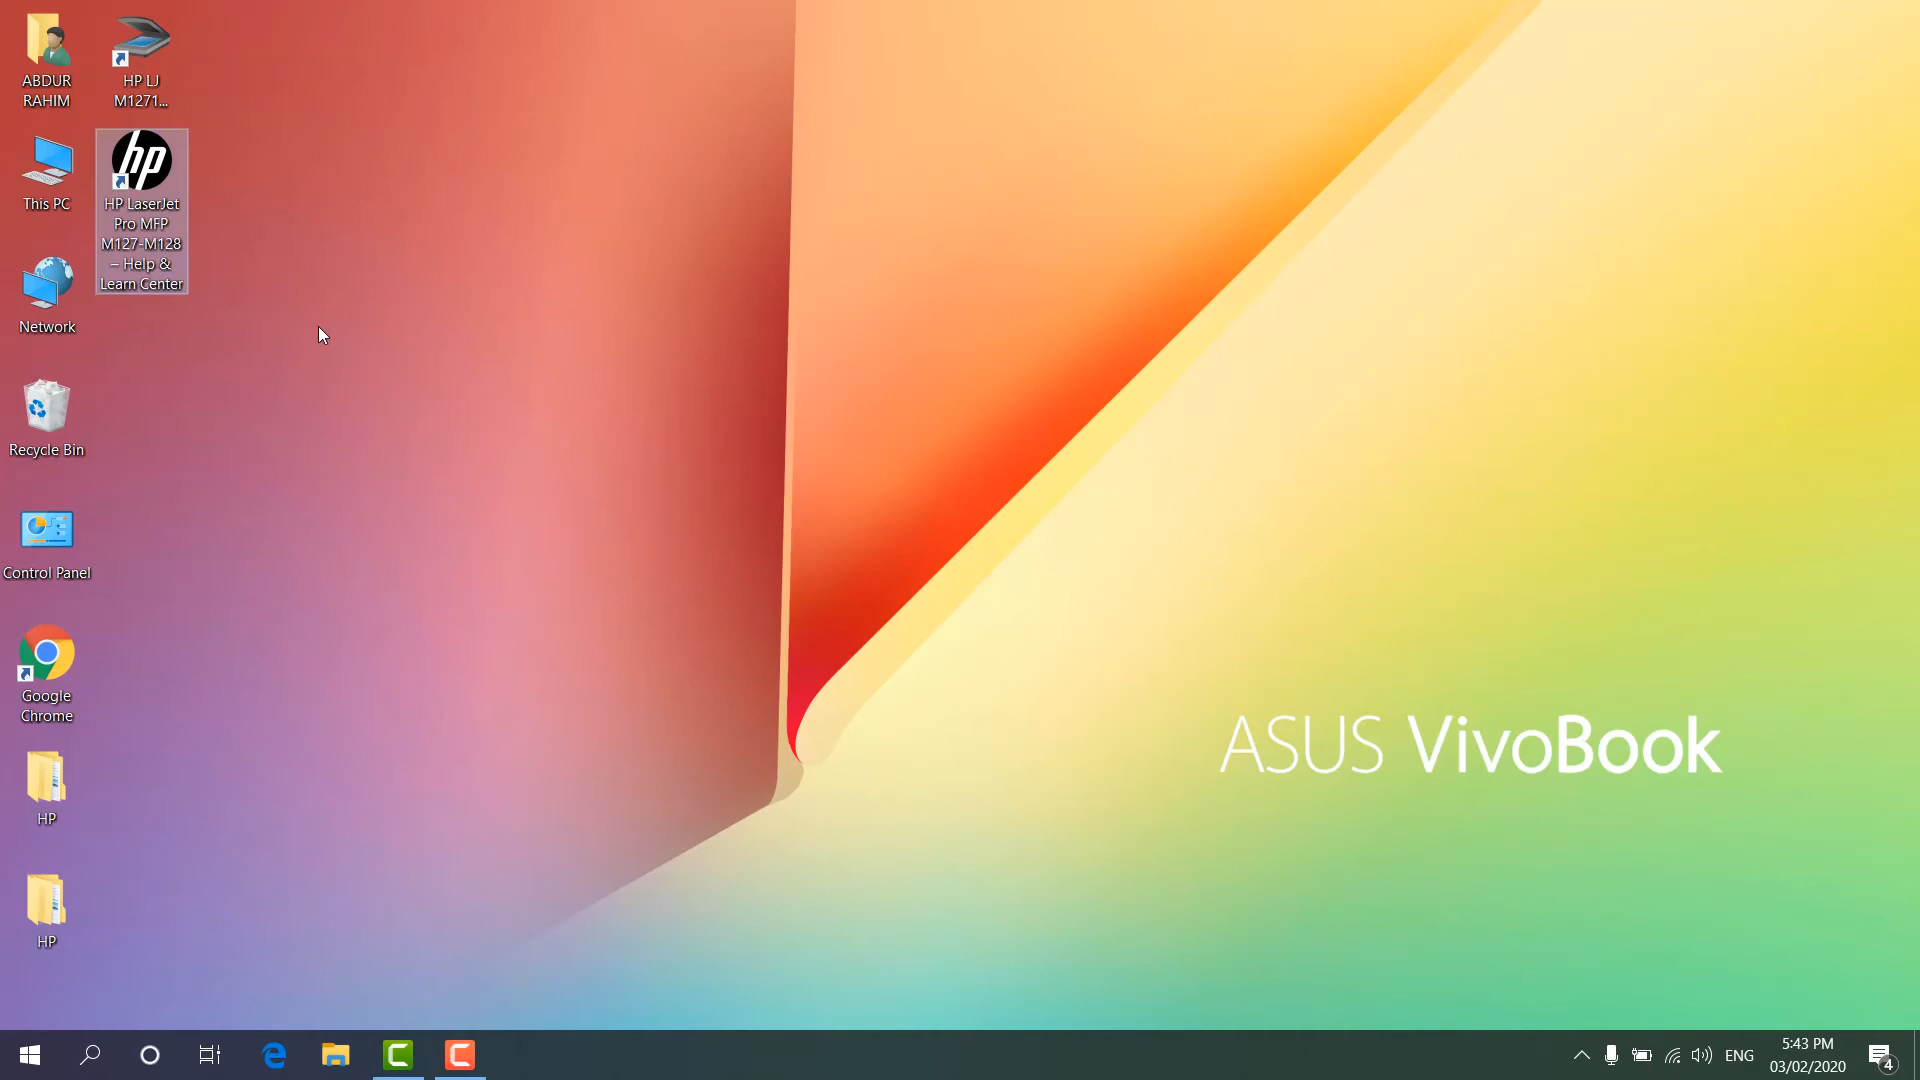 ABDUR
RAHIM
HP LJ
M1271...
This PC
hp
HP LaserJet
Pro MFP
M127-M128
– Help &
Learn Center
Network
Recycle Bin
Control Panel
Google
Chrome
HP
HP
ASUS VivoBook
ENG
5:43 PM
03/02/2020
4